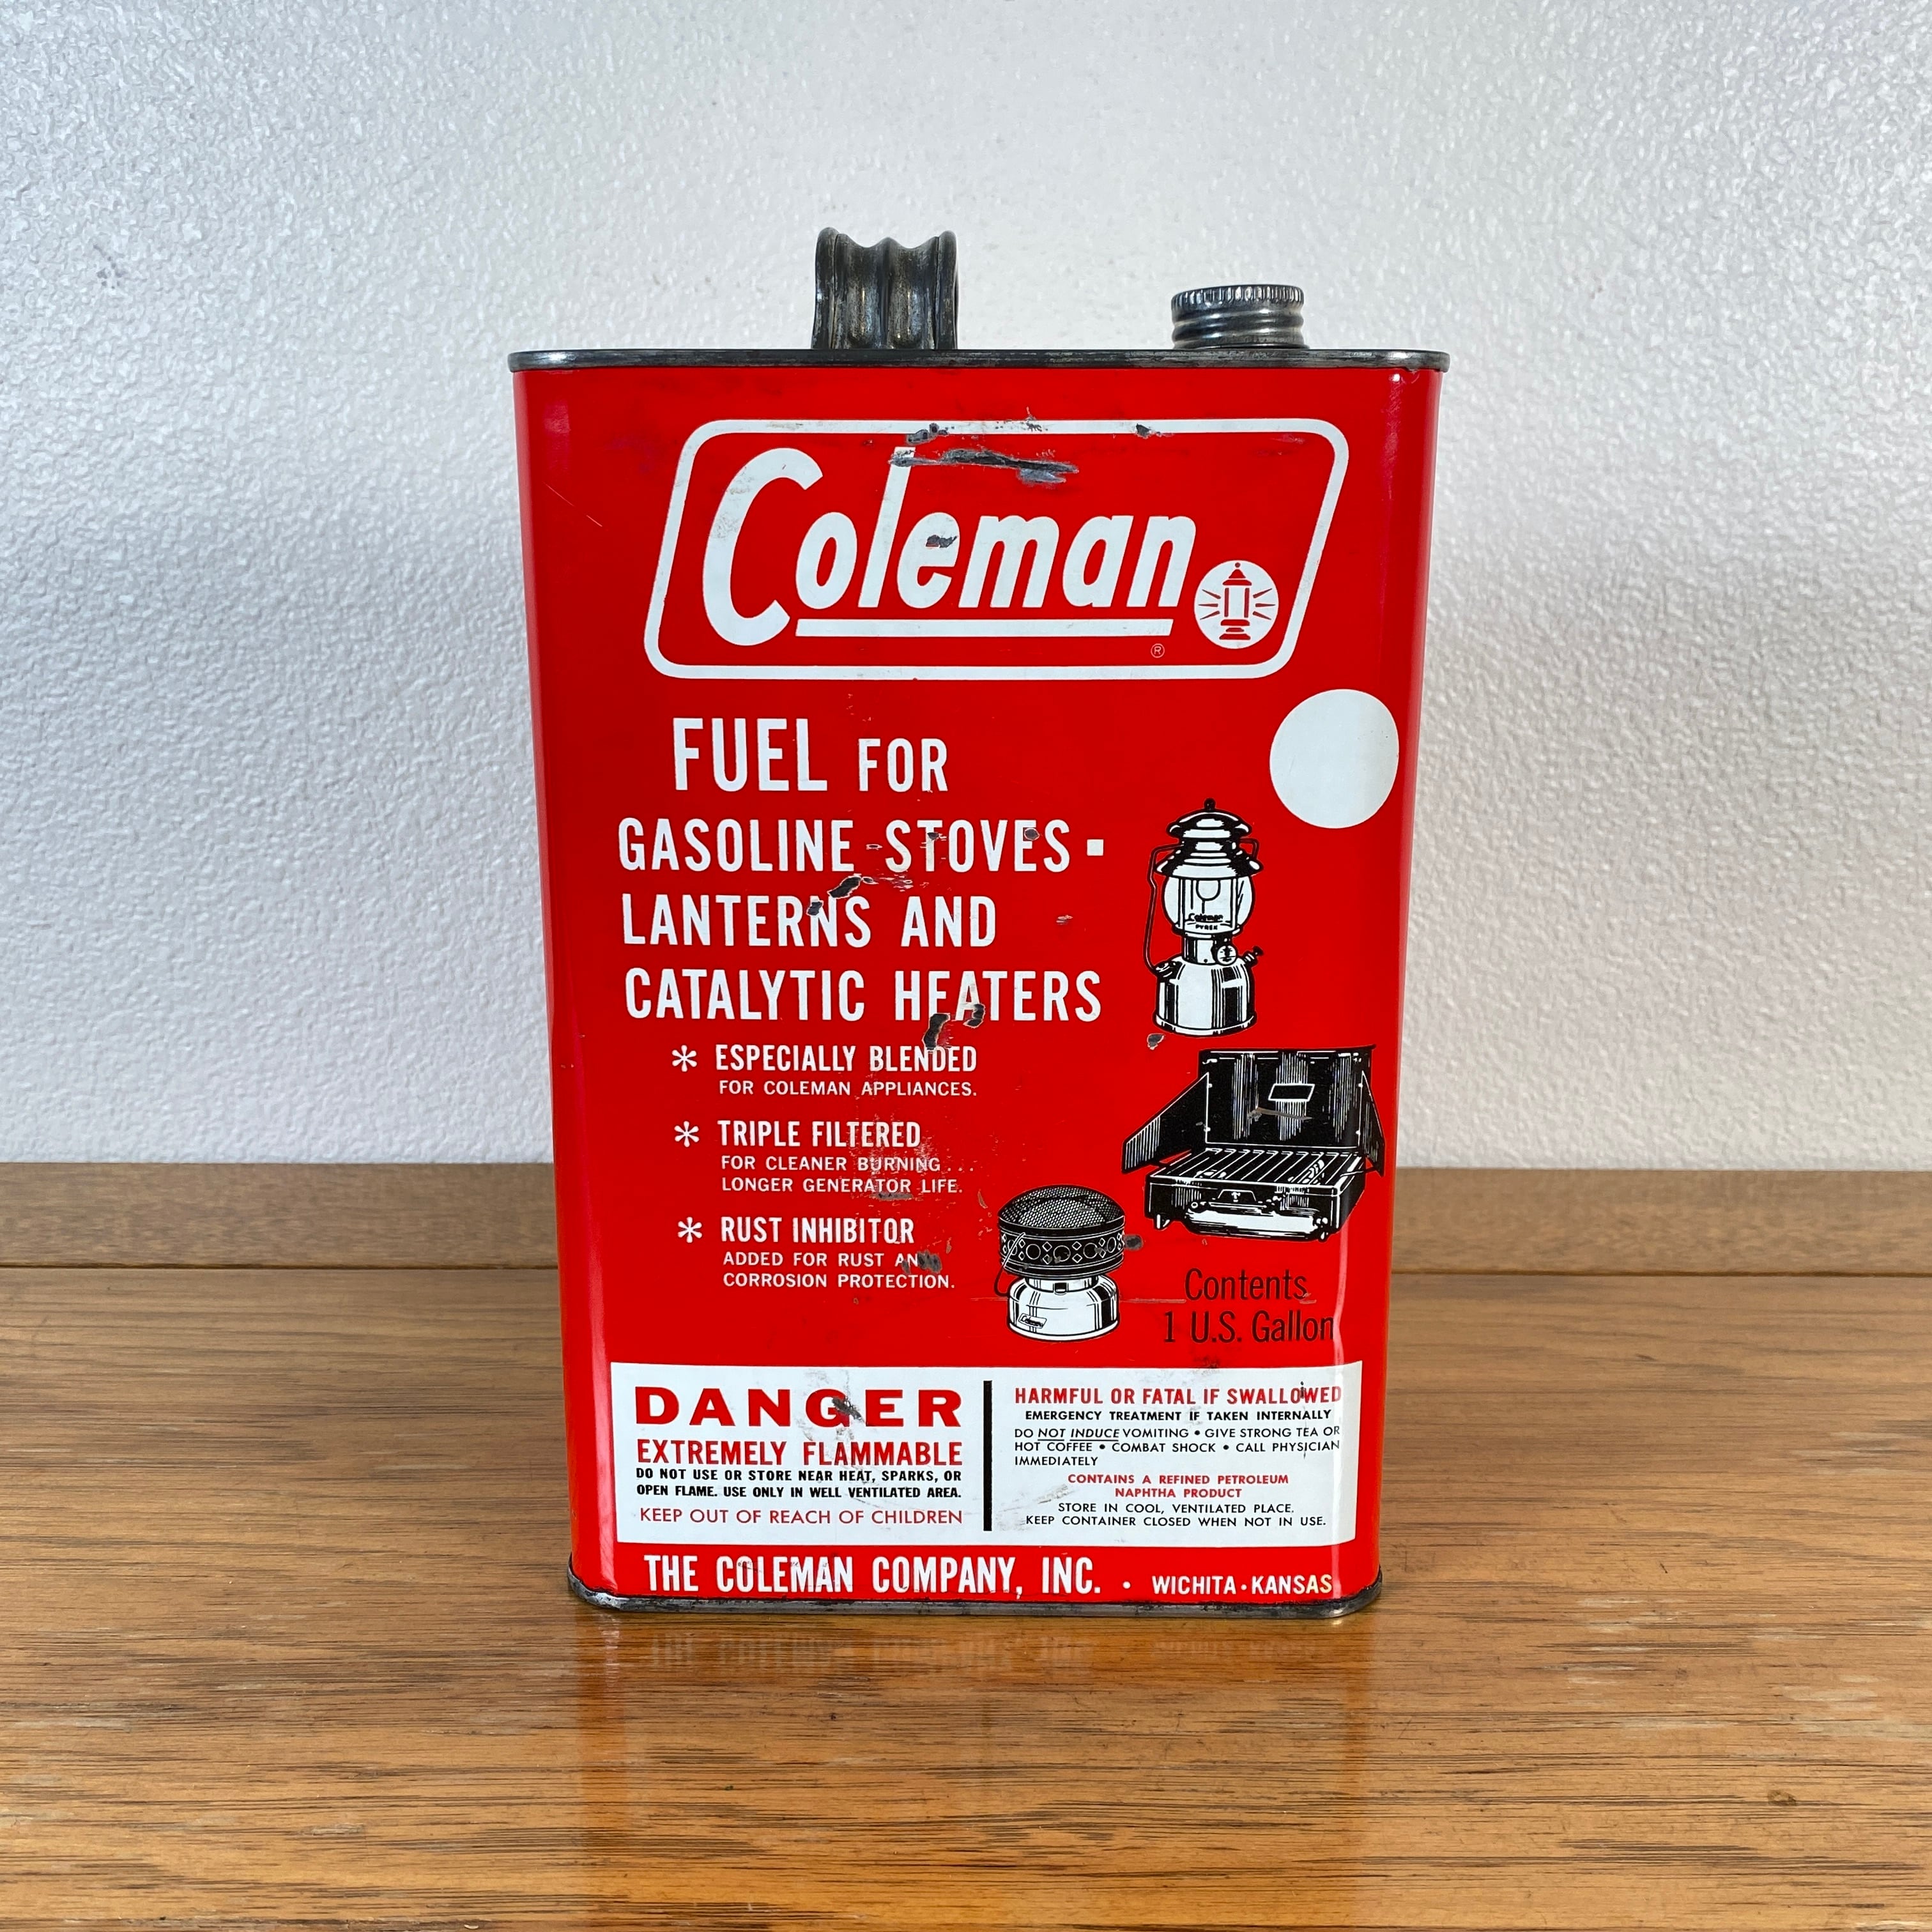 Coleman
®
FUEL FOR
GASOLINE STOVES ▪
LANTERNS AND
CATALYTIC HEATERS
* ESPECIALLY BLENDED
FOR COLEMAN APPLIANCES.
* TRIPLE FILTERED
FOR CLEANER BURNING...
LONGER GENERATOR LIFE.
* RUST INHIBITOR
ADDED FOR RUST AND
CORROSION PROTECTION.
Coleman
PYREX
Coleman
Contents
1 U.S. Gallon
DANGER
EXTREMELY FLAMMABLE
DO NOT USE OR STORE NEAR HEAT, SPARKS, OR
OPEN FLAME. USE ONLY IN WELL VENTILATED AREA.
KEEP OUT OF REACH OF CHILDREN
HARMFUL OR FATAL IF SWALLOWED
EMERGENCY TREATMENT IF TAKEN INTERNALLY
DO NOT INDUCE VOMITING • GIVE STRONG TEA OR
HOT COFFEE • COMBAT SHOCK • CALL PHYSICIAN
IMMEDIATELY
CONTAINS A REFINED PETROLEUM
NAPHTHA PRODUCT
STORE IN COOL, VENTILATED PLACE.
KEEP CONTAINER CLOSED WHEN NOT IN USE.
THE COLEMAN COMPANY, INC. • WICHITA • KANSAS